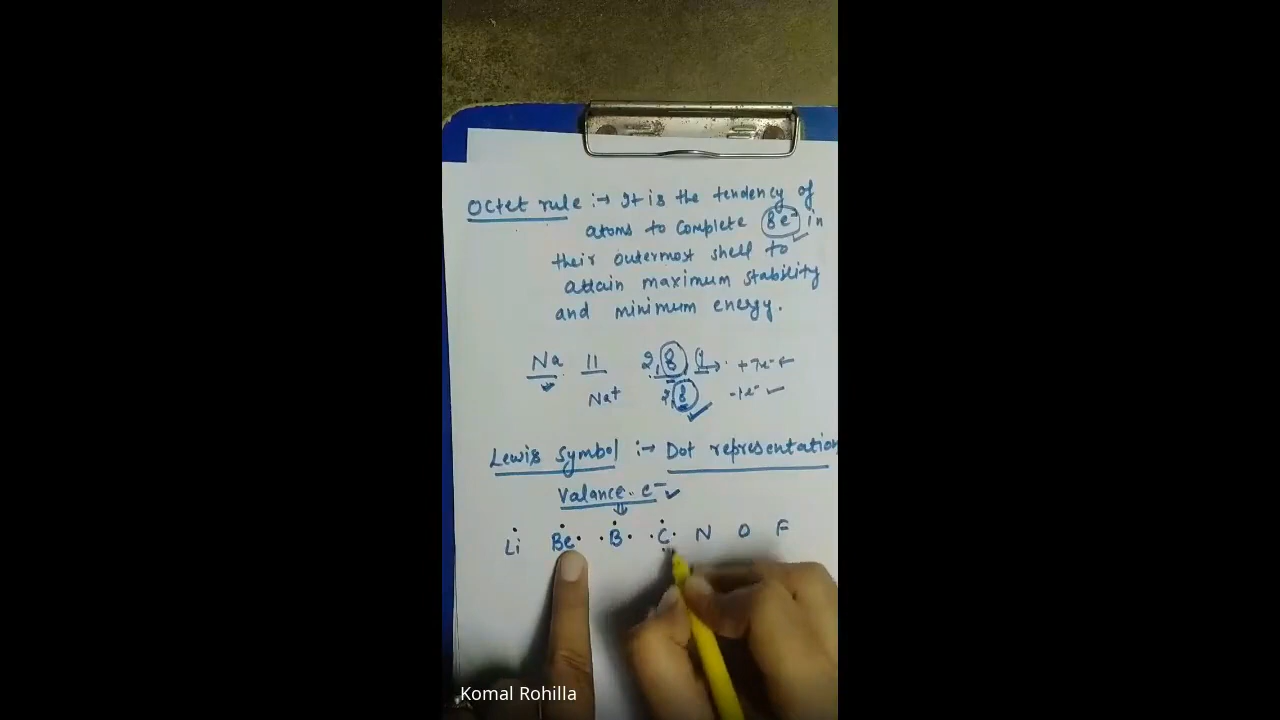 Octet rule :→ It is the tendency of
atoms to complete 8e⁻ in
their outermost shell to
attain maximum stability
and minimum energy.
Na 11 2,8,1 +7e⁻
Na⁺ 2,8 -1e⁻
Lewis Symbol :→ Dot representation
Valance e⁻
Li Be B C N O F
Komal Rohilla